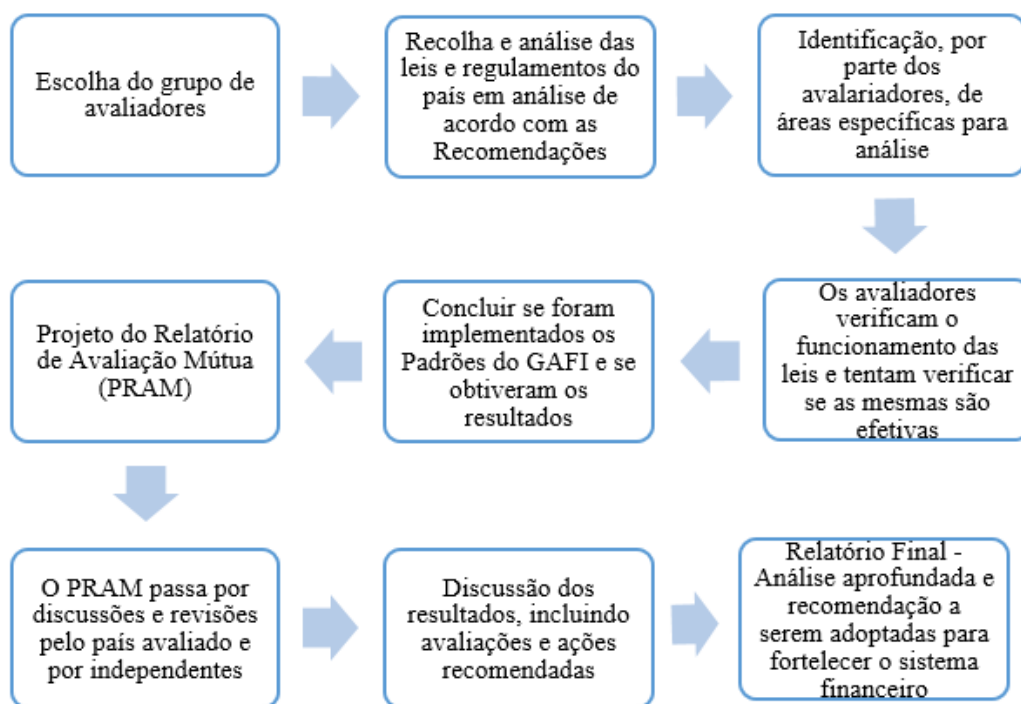 Escolha do grupo de
avaliadores
Recolha e análise das
leis e regulamentos do
país em análise de
acordo com as
Recomendações
Identificação, por
parte dos
avalariadores, de
áreas específicas para
análise
Os avaliadores
verificam o
funcionamento das
leis e tentam verificar
se as mesmas são
efetivas
Concluir se foram
implementados os
Padrões do GAFI e se
obtiveram os
resultados
Projeto do Relatório
de Avaliação Mútua
(PRAM)
O PRAM passa por
discussões e revisões
pelo país avaliado e
por independentes
Discussão dos
resultados, incluindo
avaliações e ações
recomendadas
Relatório Final -
Análise aprofundada e
recomendação a
serem adoptadas para
fortelecer o sistema
financeiro